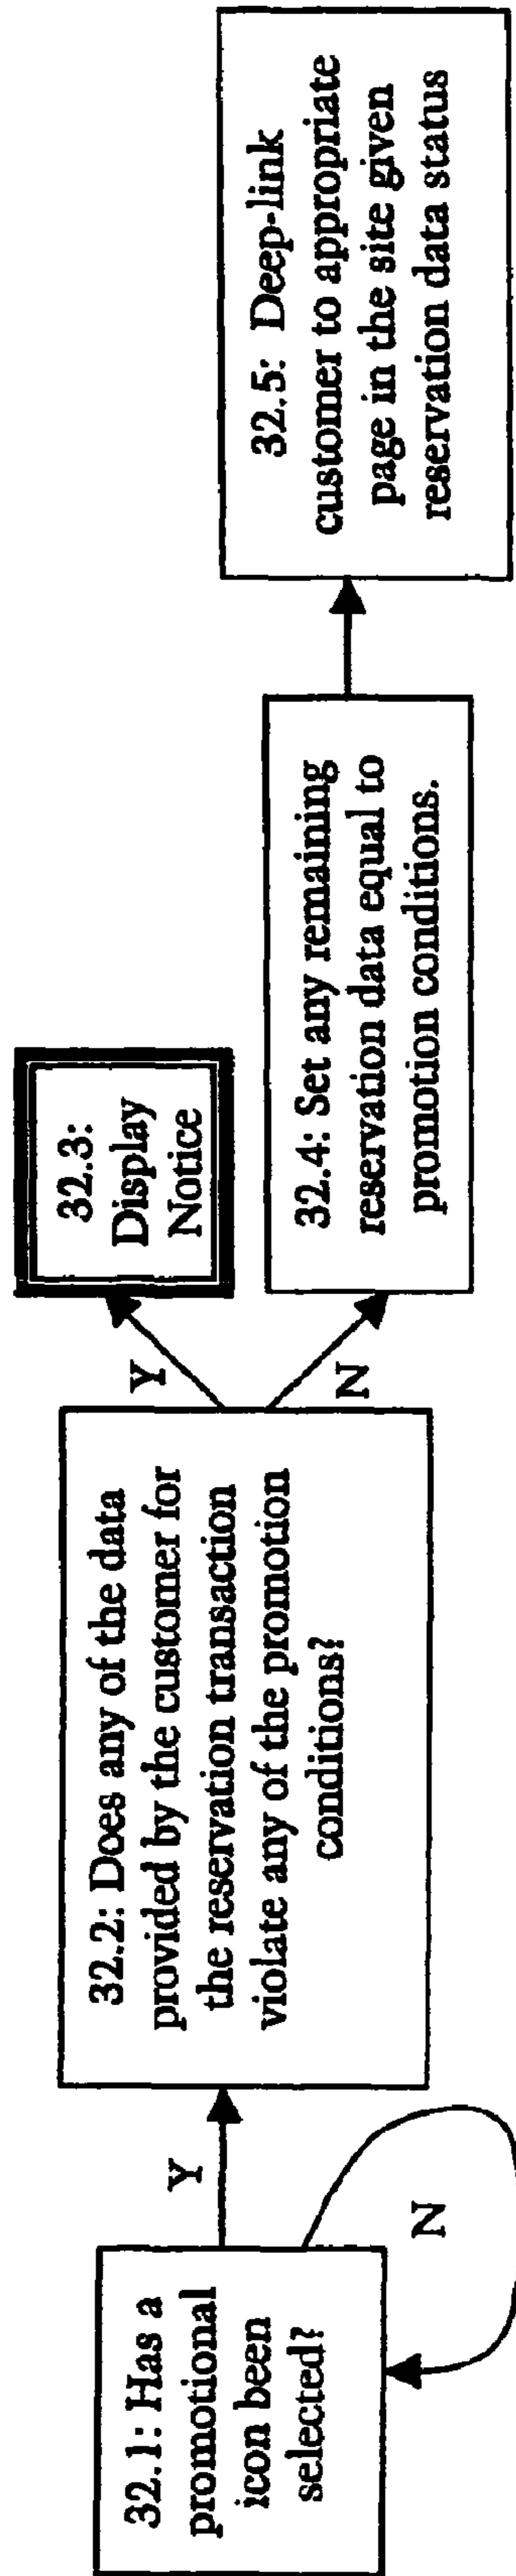 32.1: Has a
promotional
icon been
selected?
Y
N
32.2: Does any of the data
provided by the customer for
the reservation transaction
violate any of the promotion
conditions?
Y
N
32.3:
Display
Notice
32.4: Set any remaining
reservation data equal to
promotion conditions.
32.5: Deep-link
customer to appropriate
page in the site given
reservation data status